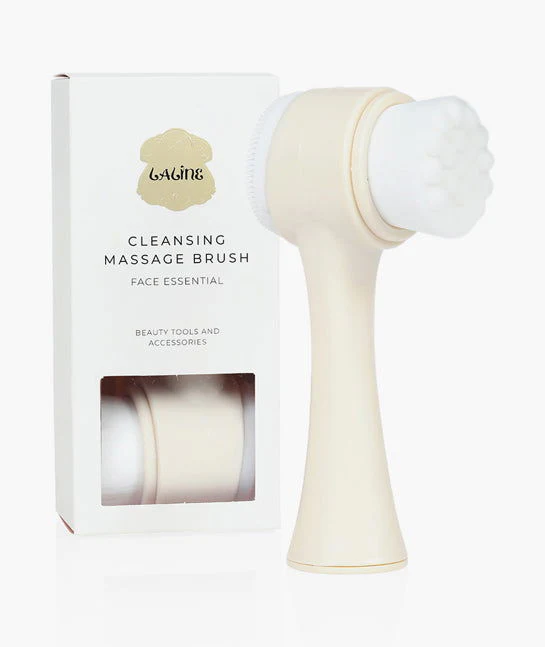 LALINE
CLEANSING
MASSAGE BRUSH
FACE ESSENTIAL
BEAUTY TOOLS AND
ACCESSORIES